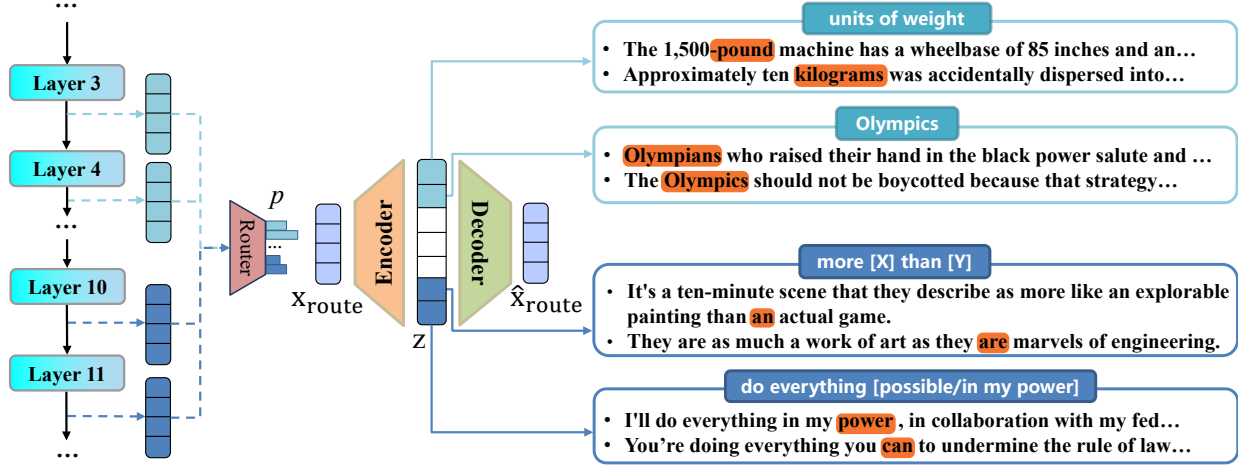 ...
Layer 3
Layer 4
...
Layer 10
Layer 11
...
Router
p
...
x_route
Encoder
z
Decoder
x̂_route
units of weight
• The 1,500-pound machine has a wheelbase of 85 inches and an…
• Approximately ten kilograms was accidentally dispersed into…
Olympics
• Olympians who raised their hand in the black power salute and …
• The Olympics should not be boycotted because that strategy…
more [X] than [Y]
• It's a ten-minute scene that they describe as more like an explorable
painting than an actual game.
• They are as much a work of art as they are marvels of engineering.
do everything [possible/in my power]
• I'll do everything in my power , in collaboration with my fed…
• You’re doing everything you can to undermine the rule of law…